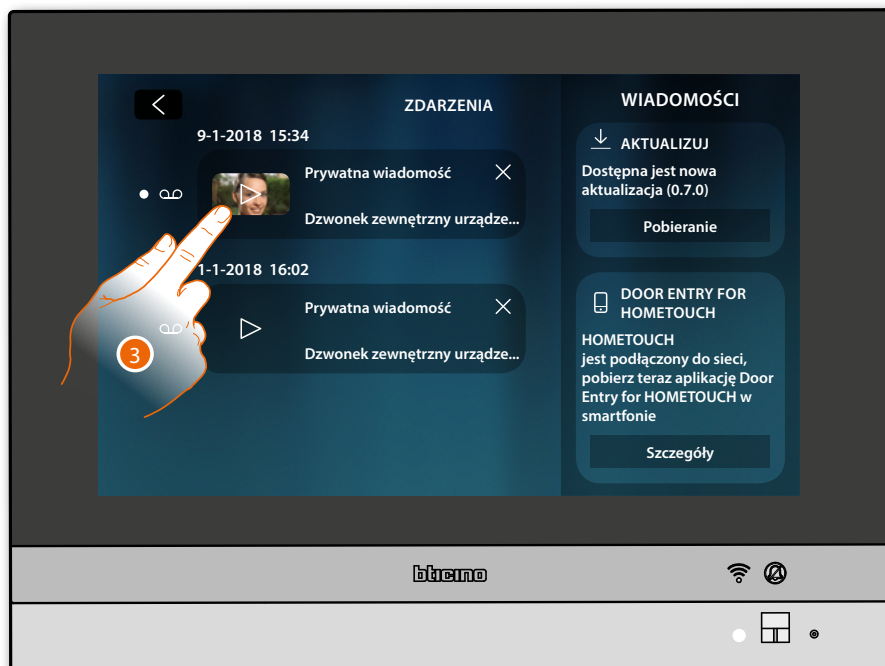 ZDARZENIA
9-1-2018 15:34
Prywatna wiadomość
Dzwonek zewnętrzny urządze...
1-1-2018 16:02
Prywatna wiadomość
Dzwonek zewnętrzny urządze...
3
WIADOMOŚCI
AKTUALIZUJ
Dostępna jest nowa
aktualizacja (0.7.0)
Pobieranie
DOOR ENTRY FOR
HOMETOUCH
HOMETOUCH
jest podłączony do sieci,
pobierz teraz aplikację Door
Entry for HOMETOUCH w
smartfonie
Szczegóły
bticino